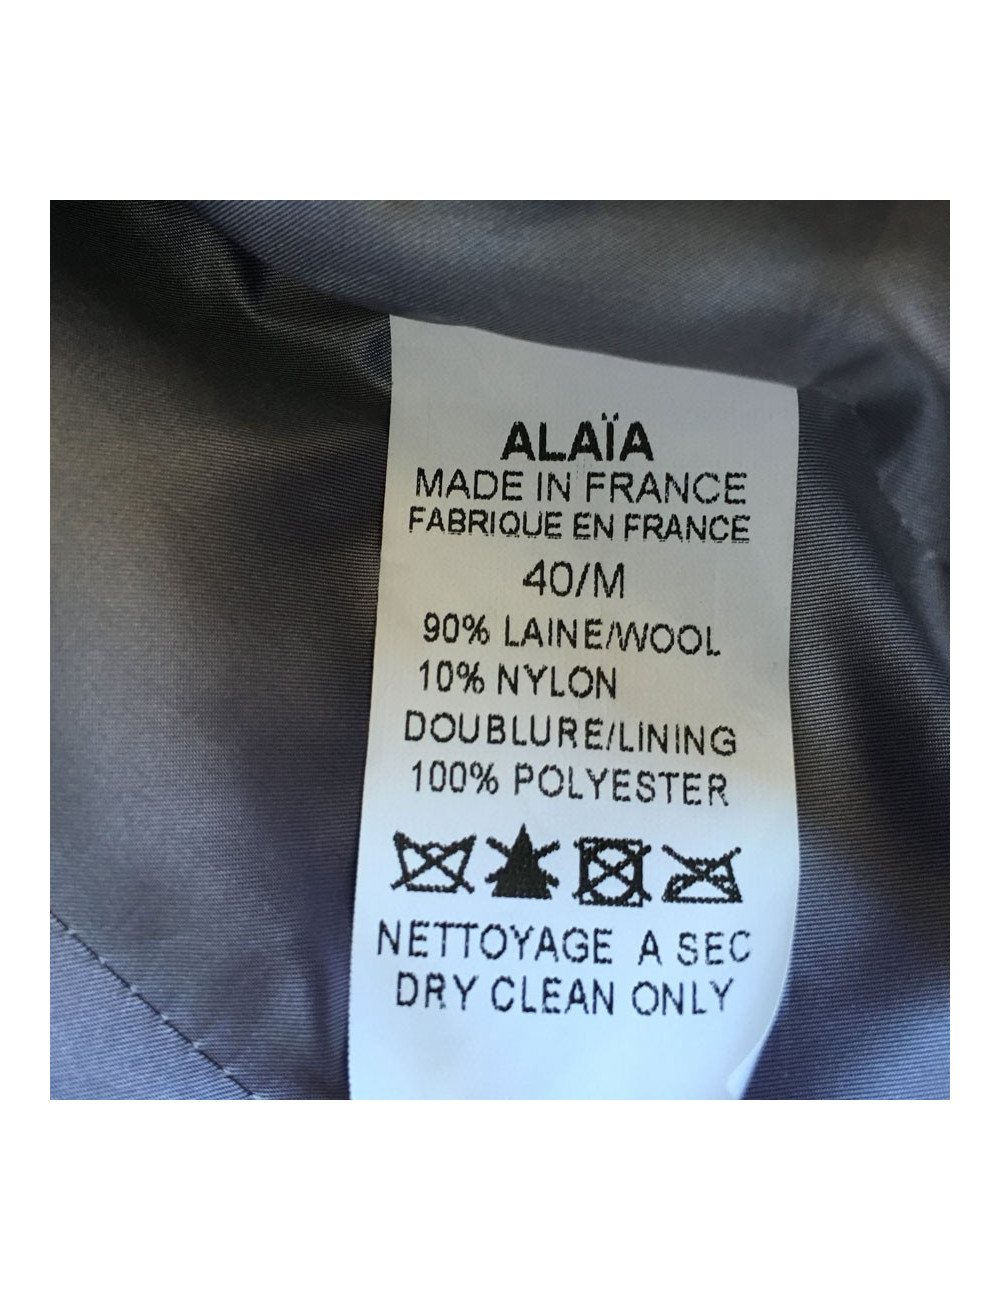 ALAÏA
MADE IN FRANCE
FABRIQUE EN FRANCE
40/M
90% LAINE/WOOL
10% NYLON
DOUBLURE/LINING
100% POLYESTER
NETTOYAGE A SEC
DRY CLEAN ONLY